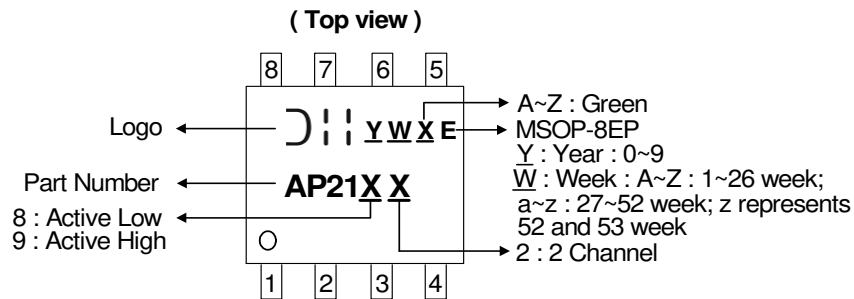 ( Top view )
8 7 6 5
Logo
Y W X E
A~Z : Green
MSOP-8EP
Y : Year : 0~9
W : Week : A~Z : 1~26 week;
a~z : 27~52 week; z represents
52 and 53 week
Part Number
AP21X X
8 : Active Low
9 : Active High
2 : 2 Channel
1 2 3 4